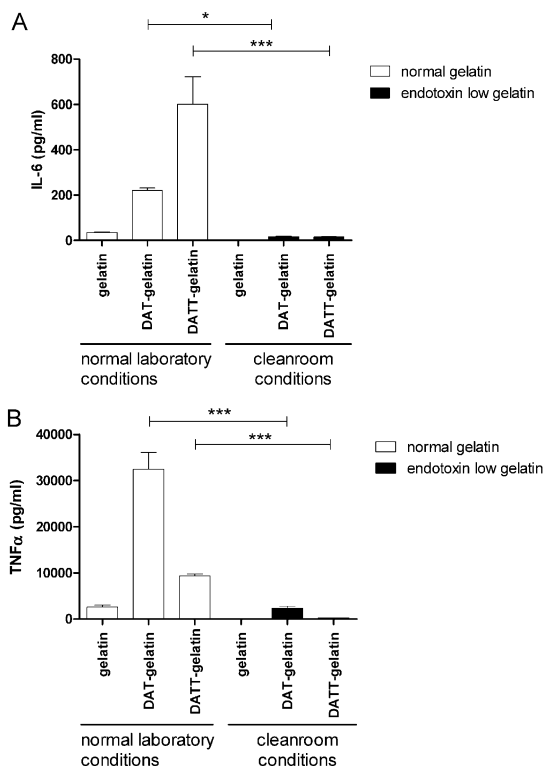 A
*
***
normal gelatin
endotoxin low gelatin
IL-6 (pg/ml)
800
600
400
200
0
gelatin
DAT-gelatin
DATT-gelatin
gelatin
DAT-gelatin
DATT-gelatin
normal laboratory
conditions
cleanroom
conditions
B
***
***
normal gelatin
endotoxin low gelatin
TNFα (pg/ml)
40000
30000
20000
10000
0
gelatin
DAT-gelatin
DATT-gelatin
gelatin
DAT-gelatin
DATT-gelatin
normal laboratory
conditions
cleanroom
conditions